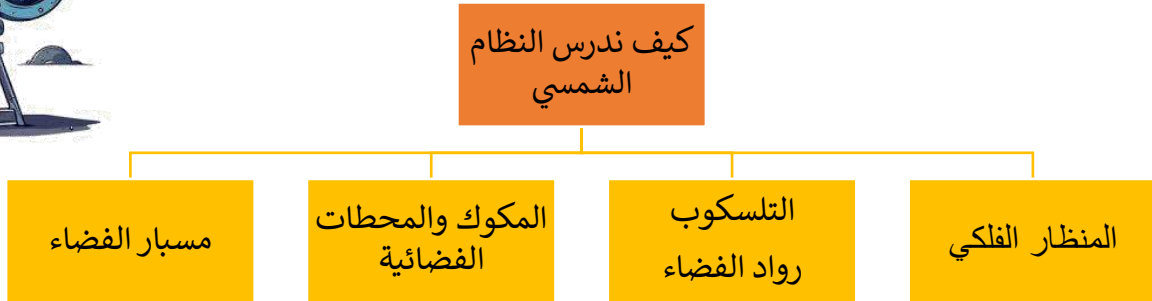 كيف ندرس النظام
الشمسي
المنظار الفلكي
التلسكوب
رواد الفضاء
المكوك والمحطات
الفضائية
مسبار الفضاء